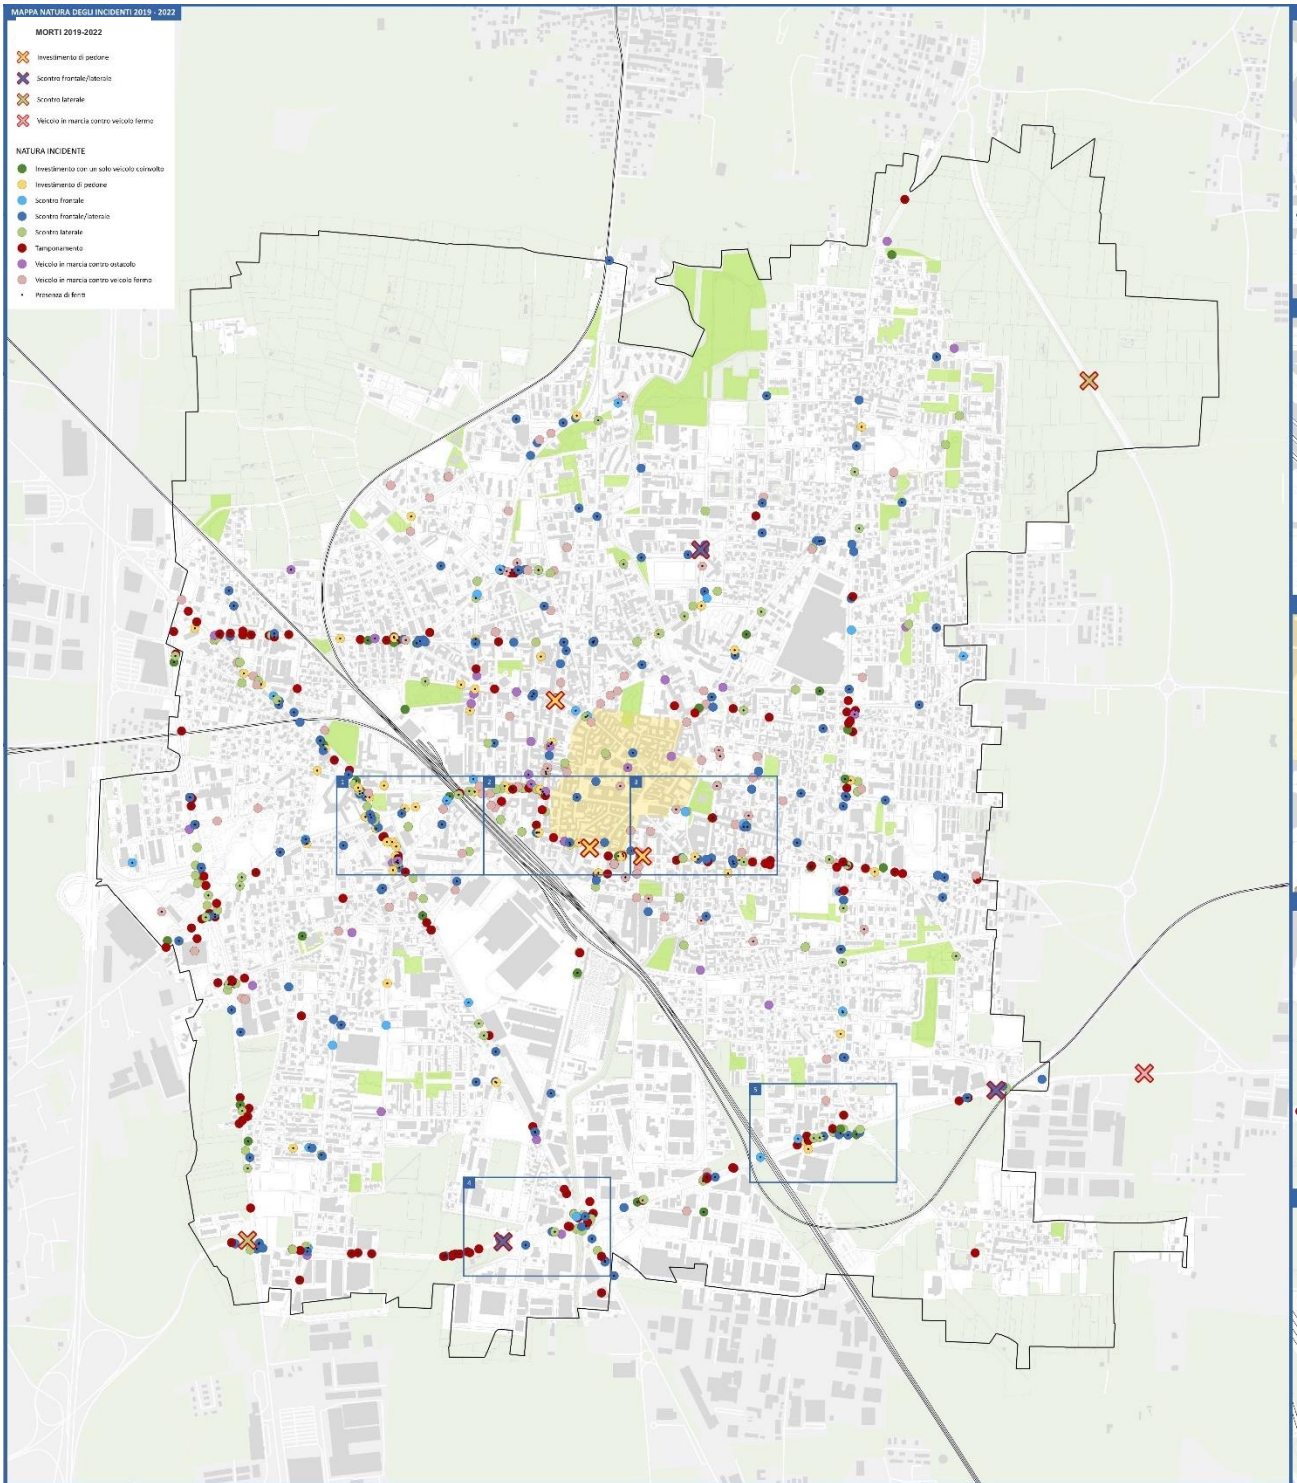 MAPPA NATURA DEGLI INCIDENTI 2019 - 2022
MORTI 2019-2022
Investimento di pedone
Scontro frontale/laterale
Scontro laterale
Veicolo in marcia contro veicolo fermo
NATURA INCIDENTE
Investimento con un solo veicolo coinvolto
Investimento di pedone
Scontro frontale
Scontro frontale/laterale
Scontro laterale
Tamponamento
Veicolo in marcia contro ostacolo
Veicolo in marcia contro veicolo fermo
Presenza di feriti
1
2
3
4
5